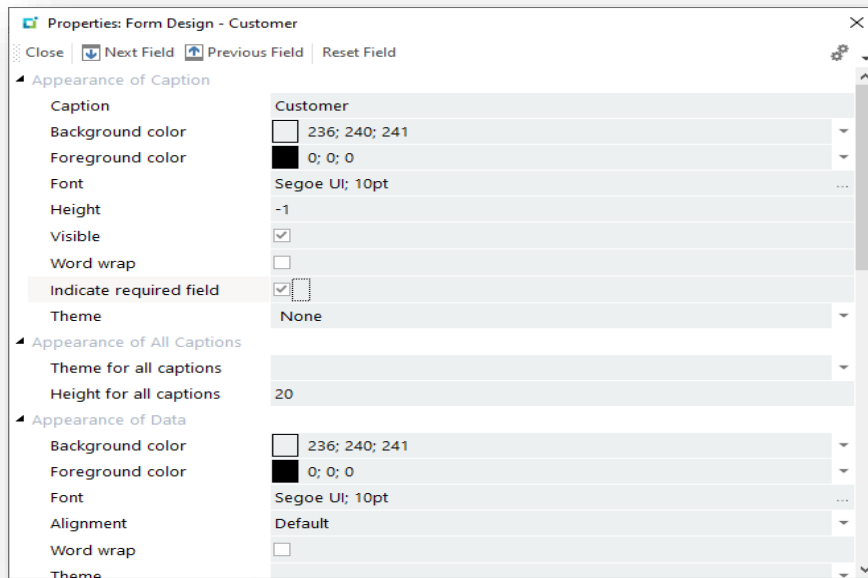 Properties: Form Design - Customer
Close Next Field Previous Field Reset Field
Appearance of Caption
Caption Customer
Background color 236; 240; 241
Foreground color 0; 0; 0
Font Segoe UI; 10pt ...
Height -1
Visible
Word wrap
Indicate required field
Theme None
Appearance of All Captions
Theme for all captions
Height for all captions 20
Appearance of Data
Background color 236; 240; 241
Foreground color 0; 0; 0
Font Segoe UI; 10pt ...
Alignment Default
Word wrap
Theme